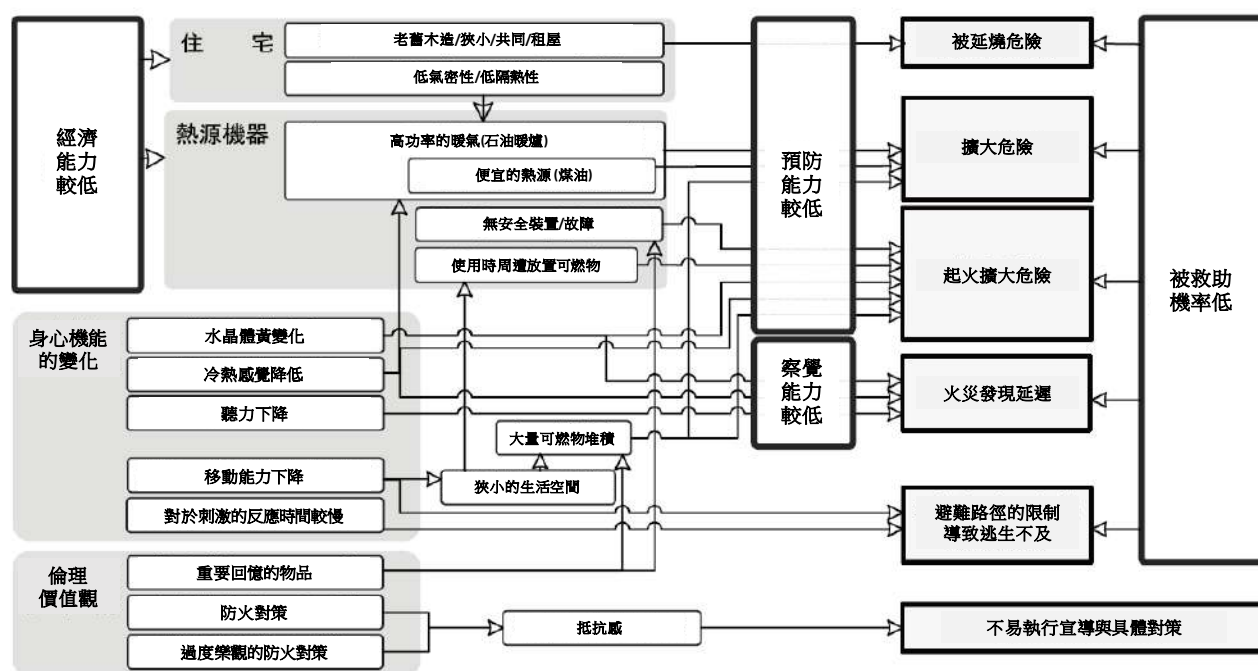 經濟
能力
較低
住 宅
老舊木造/狹小/共同/租屋
低氣密性/低隔熱性
熱源機器
高功率的暖氣(石油暖爐)
便宜的熱源(煤油)
無安全裝置/故障
使用時周遭放置可燃物
身心機能
的變化
水晶體黃變化
冷熱感覺降低
聽力下降
移動能力下降
對於刺激的反應時間較慢
大量可燃物堆積
狹小的生活空間
倫理
價值觀
重要回憶的物品
防火對策
過度樂觀的防火對策
抵抗感
預防
能力
較低
察覺
能力
較低
被延燒危險
擴大危險
起火擴大危險
火災發現延遲
避難路徑的限制
導致逃生不及
不易執行宣導與具體對策
被救助
機率低